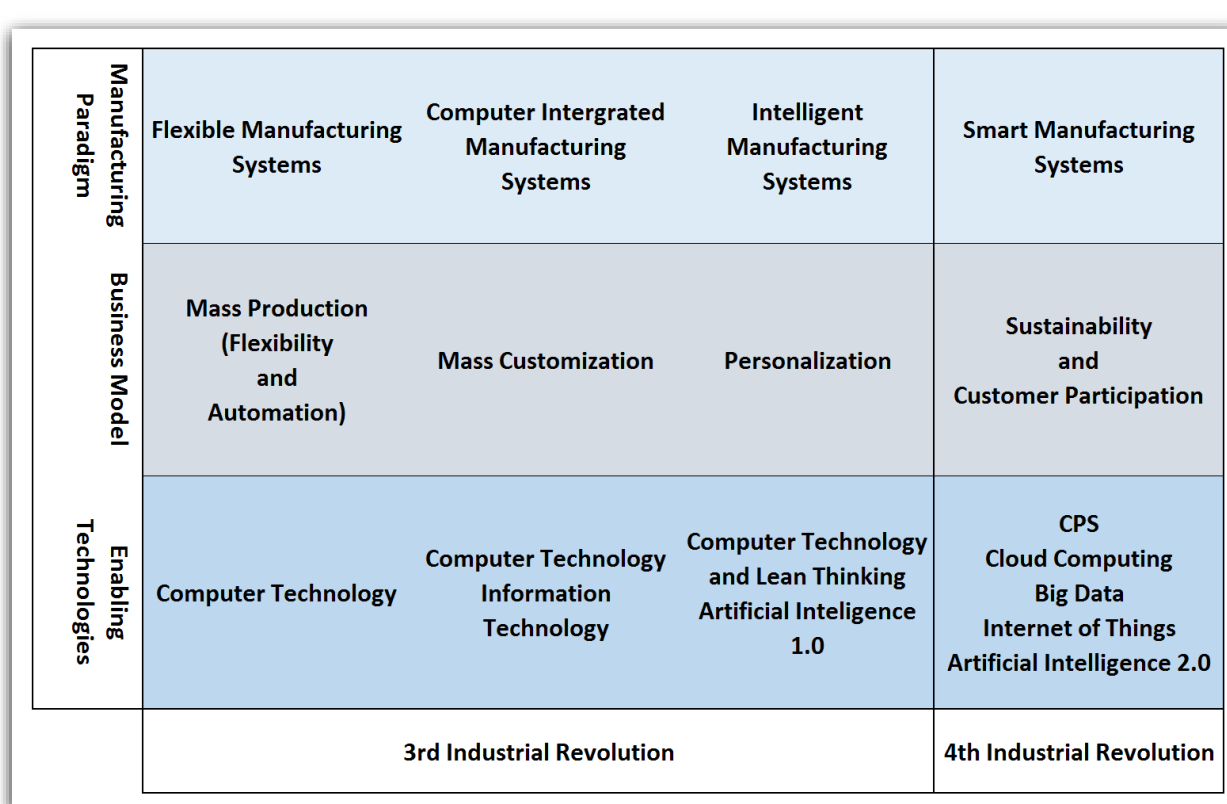 Manufacturing
Paradigm
Flexible Manufacturing
Systems
Computer Intergrated
Manufacturing
Systems
Intelligent
Manufacturing
Systems
Smart Manufacturing
Systems
Business Model
Mass Production
(Flexibility
and
Automation)
Mass Customization
Personalization
Sustainability
and
Customer Participation
Enabling
Technologies
Computer Technology
Computer Technology
Information
Technology
Computer Technology
and Lean Thinking
Artificial Inteligence
1.0
CPS
Cloud Computing
Big Data
Internet of Things
Artificial Intelligence 2.0
3rd Industrial Revolution
4th Industrial Revolution